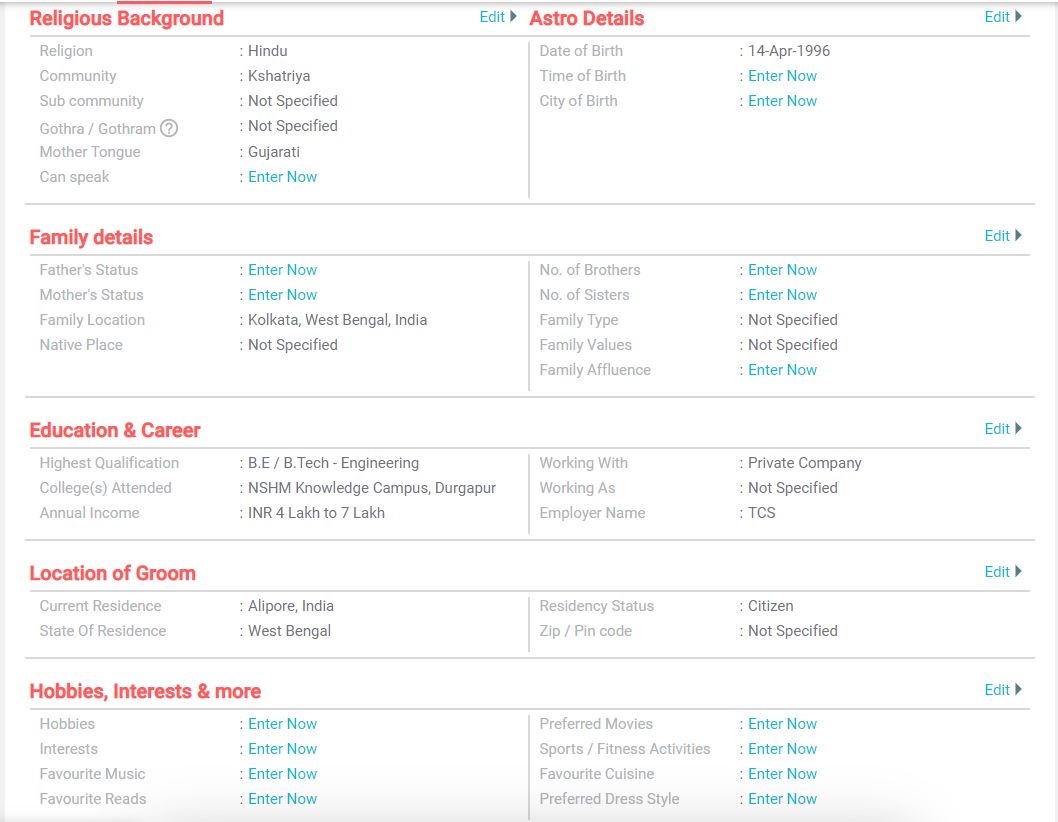 Religious Background Edit Astro Details Edit
Religion : Hindu Date of Birth : 14-Apr-1996
Community : Kshatriya Time of Birth : Enter Now
Sub community : Not Specified City of Birth : Enter Now
Gothra / Gothram ? : Not Specified
Mother Tongue : Gujarati
Can speak : Enter Now
Family details Edit
Father's Status : Enter Now No. of Brothers : Enter Now
Mother's Status : Enter Now No. of Sisters : Enter Now
Family Location : Kolkata, West Bengal, India Family Type : Not Specified
Native Place : Not Specified Family Values : Not Specified
Family Affluence : Enter Now
Education & Career Edit
Highest Qualification : B.E / B.Tech - Engineering Working With : Private Company
College(s) Attended : NSHM Knowledge Campus, Durgapur Working As : Not Specified
Annual Income : INR 4 Lakh to 7 Lakh Employer Name : TCS
Location of Groom Edit
Current Residence : Alipore, India Residency Status : Citizen
State Of Residence : West Bengal Zip / Pin code : Not Specified
Hobbies, Interests & more Edit
Hobbies : Enter Now Preferred Movies : Enter Now
Interests : Enter Now Sports / Fitness Activities : Enter Now
Favourite Music : Enter Now Favourite Cuisine : Enter Now
Favourite Reads : Enter Now Preferred Dress Style : Enter Now